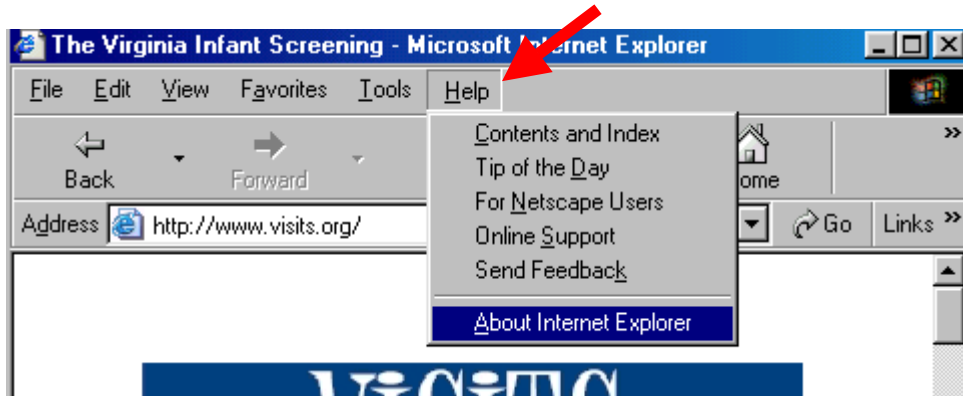 The Virginia Infant Screening - Microsoft Internet Explorer
File Edit View Favorites Tools Help
Contents and Index
Tip of the Day
For Netscape Users
Online Support
Send Feedback
About Internet Explorer
Back Forward ome »
Address http://www.visits.org/ Go Links »
ViSiTS